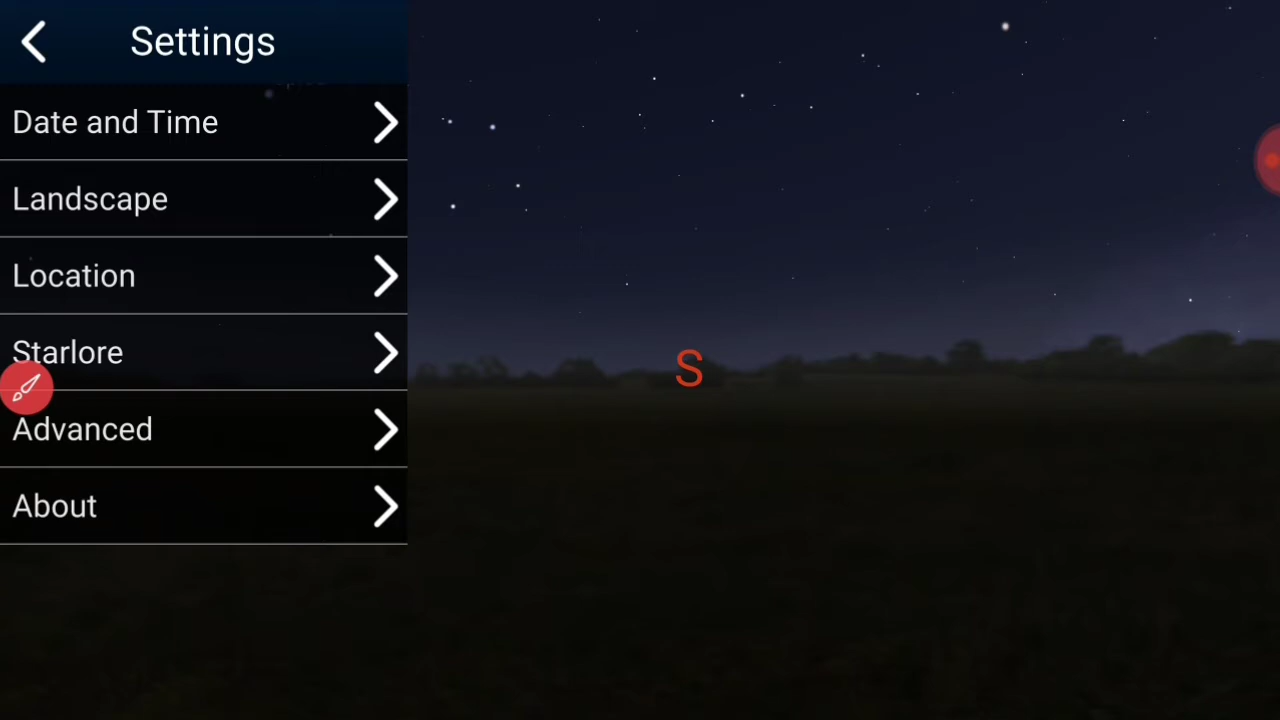 Settings
Date and Time
Landscape
Location
Starlore
Advanced
About
S